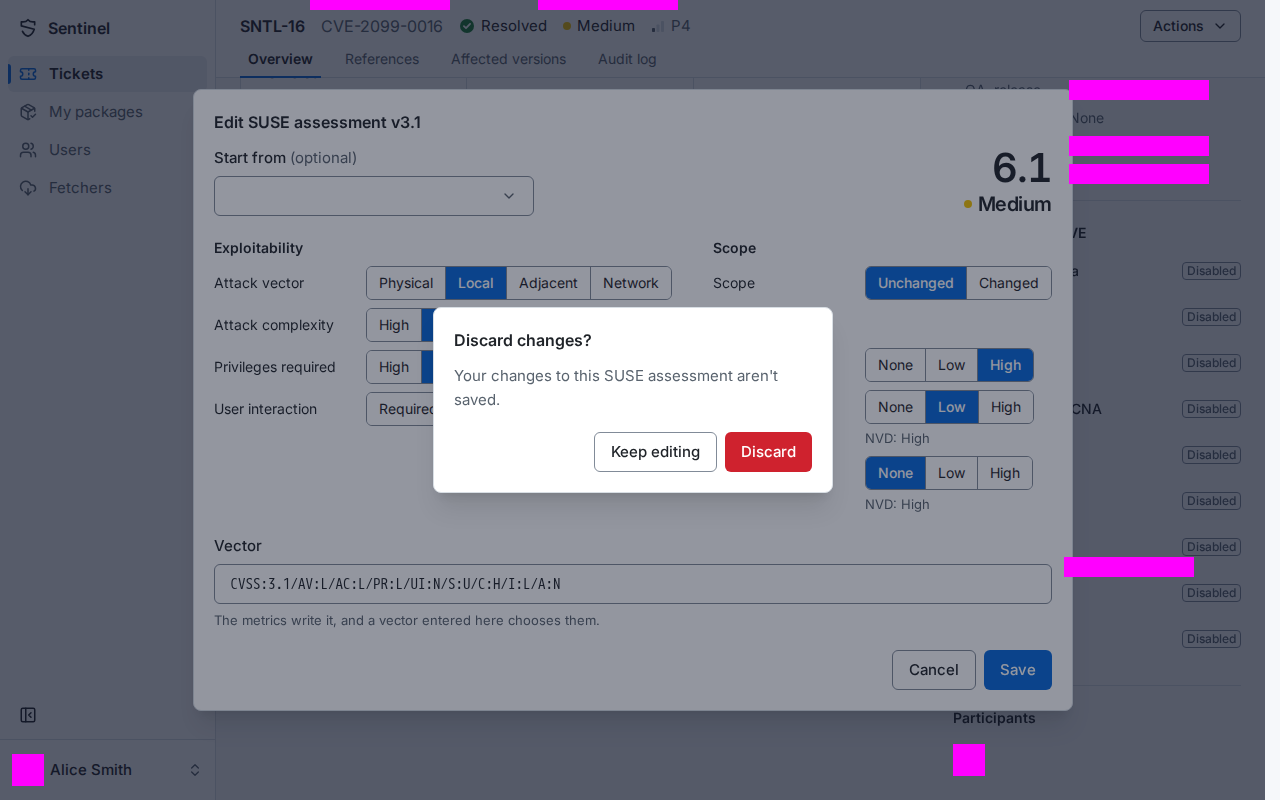 Sentinel
SNTL-16 CVE-2099-0016 Resolved Medium P4
Actions
Tickets
My packages
Users
Fetchers
Overview References Affected versions Audit log
None
Edit SUSE assessment v3.1
Start from (optional)
6.1
Medium
Exploitability
Attack vector Physical Local Adjacent Network
Attack complexity High
Privileges required High
User interaction Required
Scope
Scope Unchanged Changed
None Low High
None Low High
NVD: High
None Low High
NVD: High
Discard changes?
Your changes to this SUSE assessment aren't
saved.
Keep editing Discard
Vector
CVSS:3.1/AV:L/AC:L/PR:L/UI:N/S:U/C:H/I:L/A:N
The metrics write it, and a vector entered here chooses them.
Cancel Save
Disabled
Disabled
Disabled
CNA Disabled
Disabled
Disabled
Disabled
Disabled
Disabled
Participants
Alice Smith